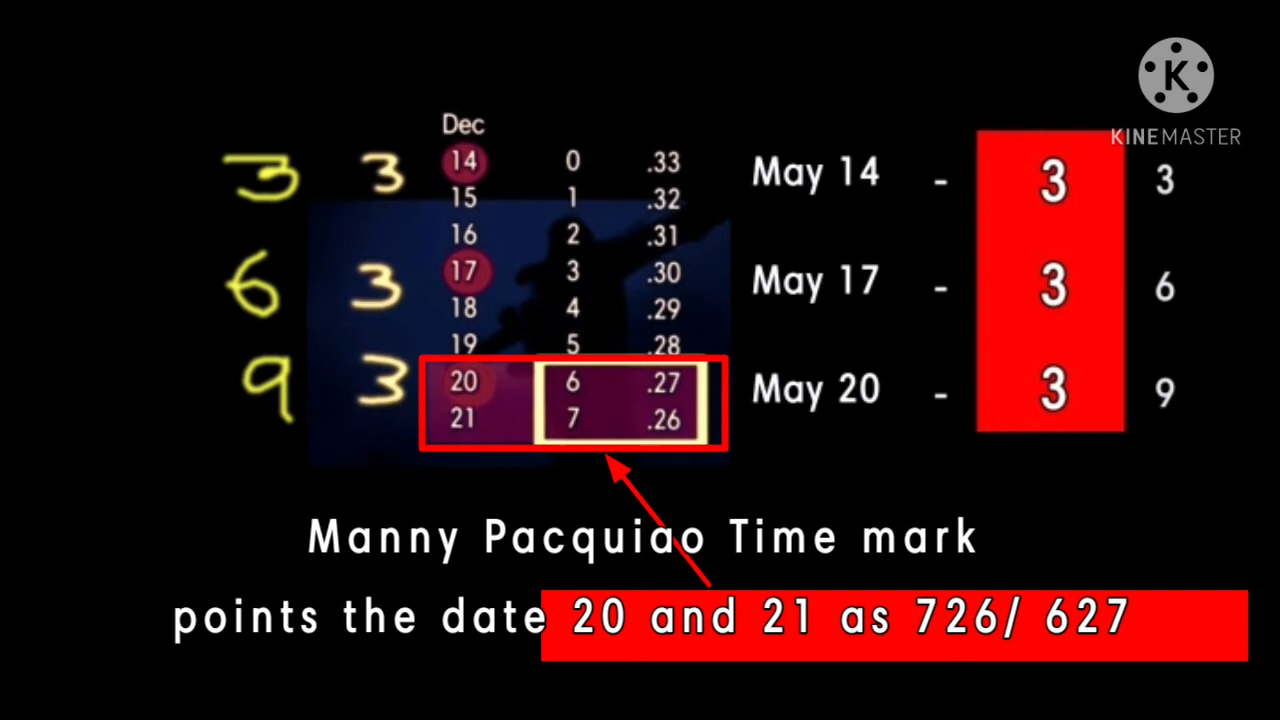 Dec
3 3 14 0 .33 May 14 - 3 3
15 1 .32
16 2 .31
6 3 17 3 .30 May 17 - 3 6
18 4 .29
19 5 .28
9 3 20 6 .27 May 20 - 3 9
21 7 .26
Manny Pacquiao Time mark
points the date 20 and 21 as 726/ 627
K
KINEMASTER